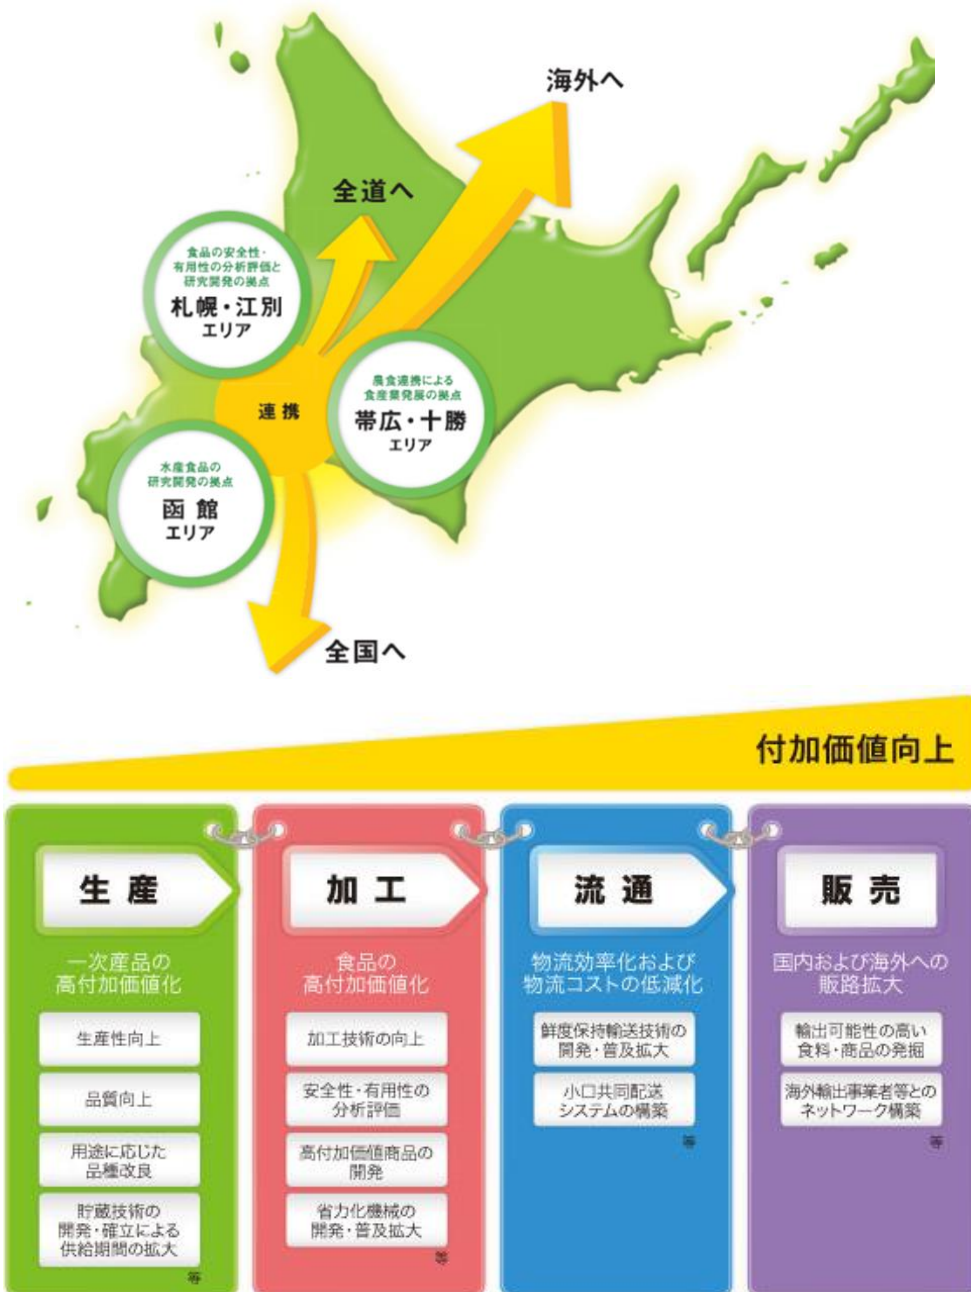 海外へ
全道へ
食品の安全性・
有用性の分析評価と
研究開発の拠点
札幌・江別
エリア
農食連携による
食産業発展の拠点
帯広・十勝
エリア
連携
水産食品の
研究開発の拠点
函館
エリア
全国へ
付加価値向上
生産
一次産品の
高付加価値化
生産性向上
品質向上
用途に応じた
品種改良
貯蔵技術の
開発・確立による
供給期間の拡大
等
加工
食品の
高付加価値化
加工技術の向上
安全性・有用性の
分析評価
高付加価値商品の
開発
省力化機械の
開発・普及拡大
等
流通
物流効率化および
物流コストの低減化
鮮度保持輸送技術の
開発・普及拡大
小口共同配送
システムの構築
等
販売
国内および海外への
販路拡大
輸出可能性の高い
食料・商品の発掘
海外輸出事業者等との
ネットワーク構築
等